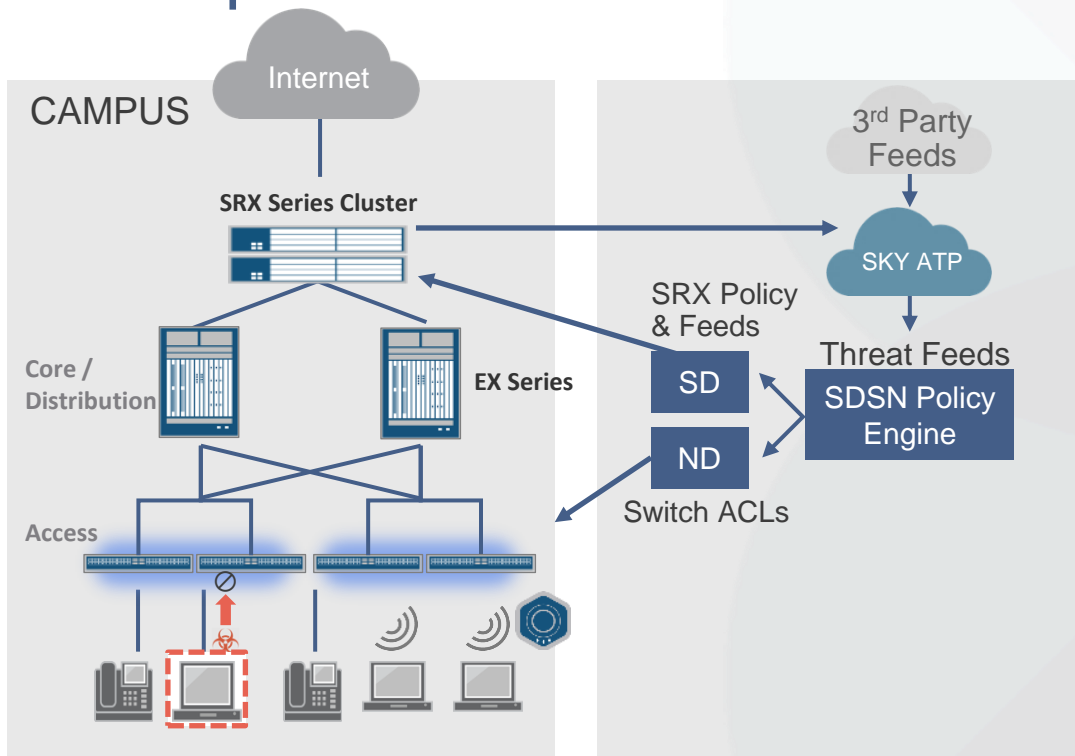 Internet
CAMPUS
SRX Series Cluster
Core /
Distribution
EX Series
Access
3rd Party
Feeds
SKY ATP
SRX Policy
& Feeds
Threat Feeds
SD
SDSN Policy
Engine
ND
Switch ACLs